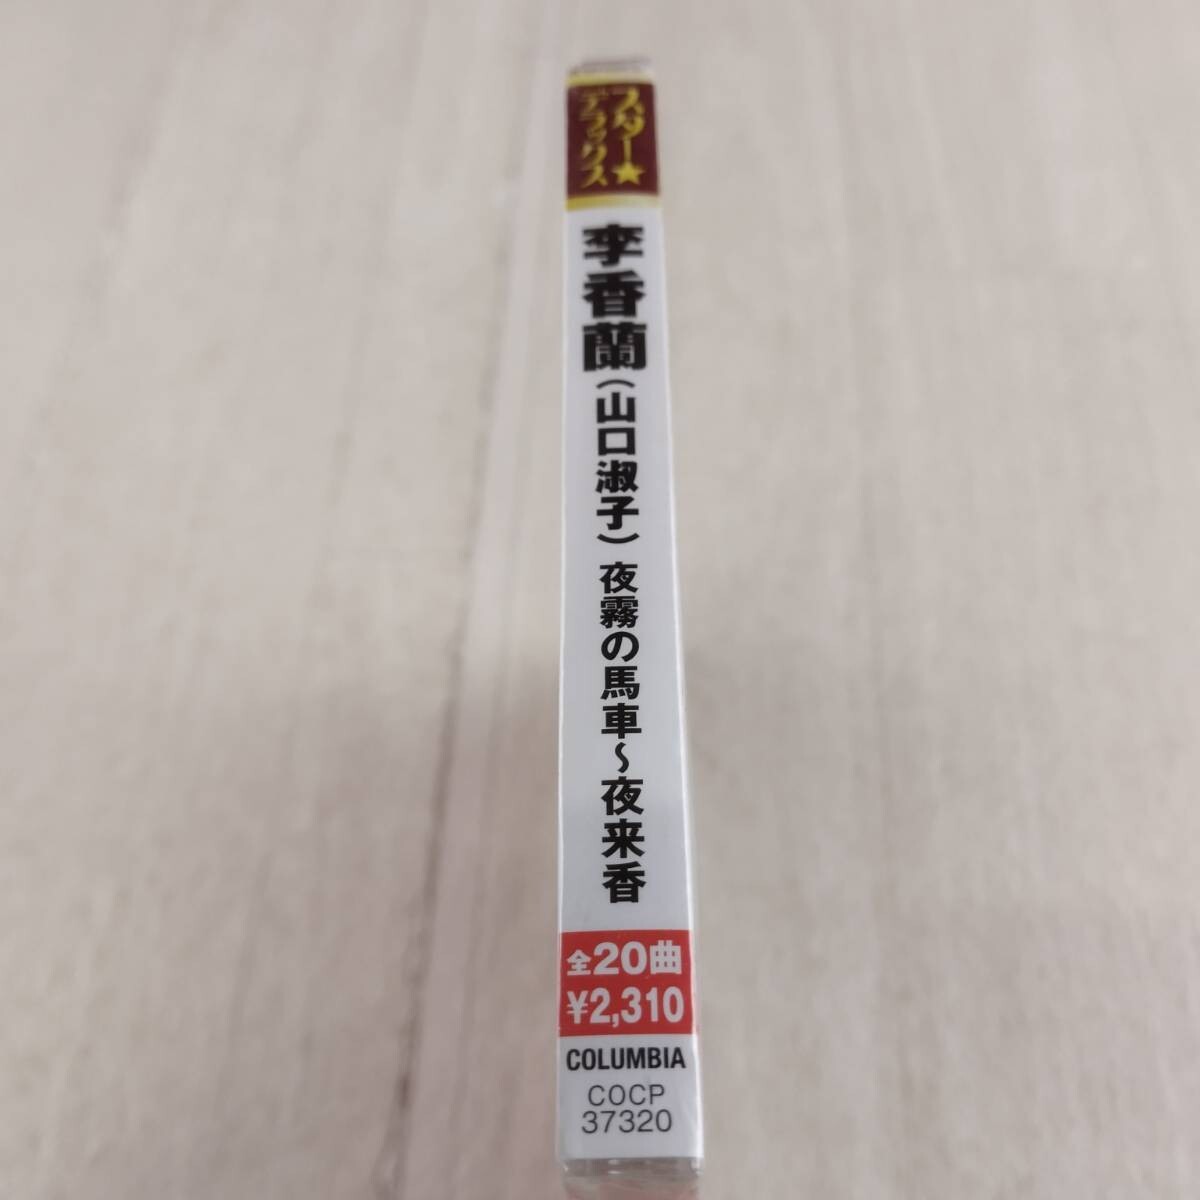 スター★
デラックス
李香蘭(山口淑子) 夜霧の馬車~夜来香
全20曲
¥2,310
COLUMBIA
COCP
37320